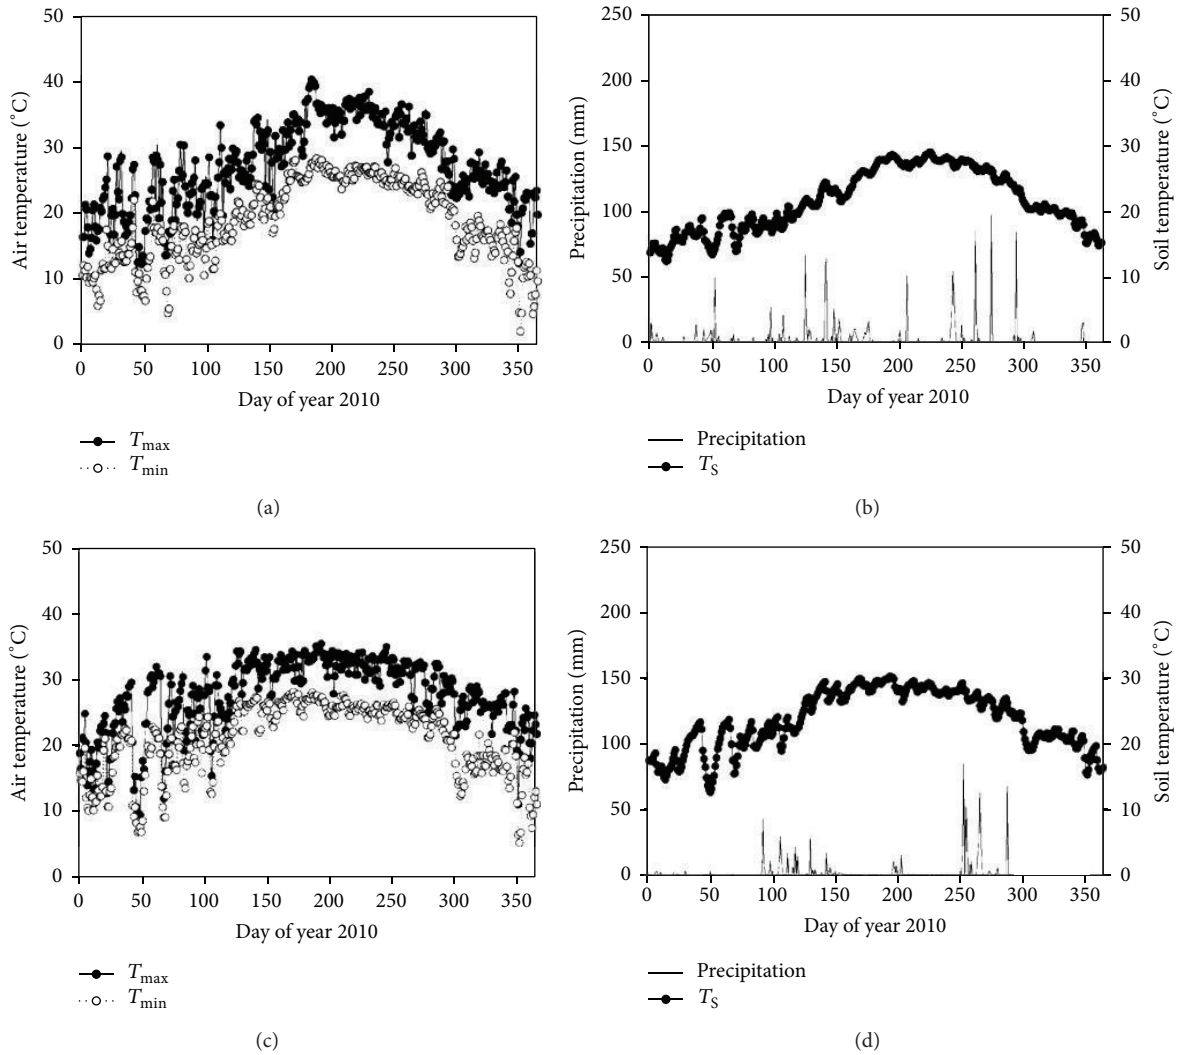 50
40
30
20
10
0
Air temperature (°C)
0 50 100 150 200 250 300 350
Day of year 2010
Tmax
Tmin
(a)
250
200
150
100
50
0
Precipitation (mm)
50
40
30
20
10
0
Soil temperature (°C)
0 50 100 150 200 250 300 350
Day of year 2010
Precipitation
TS
(b)
50
40
30
20
10
0
Air temperature (°C)
0 50 100 150 200 250 300 350
Day of year 2010
Tmax
Tmin
(c)
250
200
150
100
50
0
Precipitation (mm)
50
40
30
20
10
0
Soil temperature (°C)
0 50 100 150 200 250 300 350
Day of year 2010
Precipitation
TS
(d)